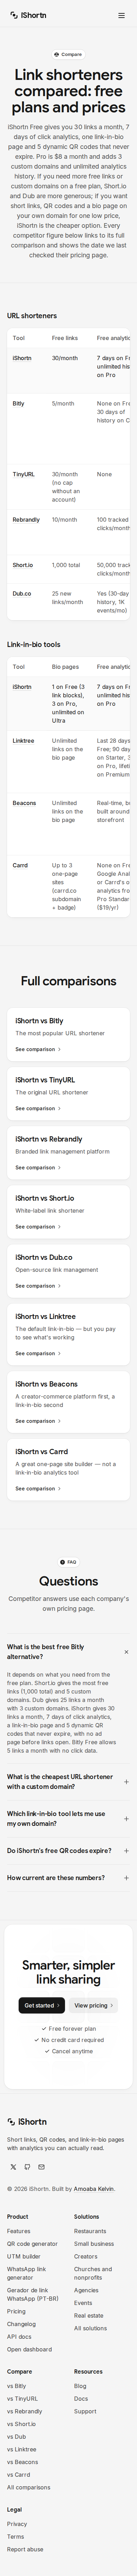 iShortn
Compare
Link shorteners
compared: free
plans and prices
iShortn Free gives you 30 links a month, 7
days of click analytics, one link-in-bio page
and 5 dynamic QR codes that never
expire. Pro is $8 a month and adds 3
custom domains and unlimited analytics
history. If you need more free links or
custom domains on a free plan, Short.io
and Dub are more generous; if you want
short links, QR codes and a bio page on
your own domain for one low price,
iShortn is the cheaper option. Every
competitor figure below links to its full
comparison and shows the date we last
checked their pricing page.
URL shorteners
Tool Free links Free analytic
iShortn 30/month 7 days on Fr
unlimited his
on Pro
Bitly 5/month None on Fre
30 days of
history on C
TinyURL 30/month None
(no cap
within an
account)
Rebrandly 10/month 100 tracked
clicks/month
Short.io 1,000 total 50,000 track
clicks/month
Dub.co 25 new Yes (30-day
links/month history, 1K
events/mo)
Link-in-bio tools
Tool Bio pages Free analytic
iShortn 1 on Free (3 7 days on Fr
link blocks), unlimited his
3 on Pro, on Pro
unlimited on
Ultra
Linktree Unlimited Last 28 days
links on the Free; 90 day
bio page on Starter, 3
on Pro, lifeti
on Premium
Beacons Unlimited Real-time, b
links on the built around
bio page storefront
Carrd Up to 3 None on Fre
one-page Google Anal
sites or Carrd's ov
(carrd.co analytics fro
subdomain Pro Standar
+ badge) ($19/yr)
Full comparisons
iShortn vs Bitly
The most popular URL shortener
See comparison
iShortn vs TinyURL
The original URL shortener
See comparison
iShortn vs Rebrandly
Branded link management platform
See comparison
iShortn vs Short.io
White-label link shortener
See comparison
iShortn vs Dub.co
Open-source link management
See comparison
iShortn vs Linktree
The default link-in-bio — but you pay
to see what's working
See comparison
iShortn vs Beacons
A creator-commerce platform first, a
link-in-bio second
See comparison
iShortn vs Carrd
A great one-page site builder — not a
link-in-bio analytics tool
See comparison
FAQ
Questions
Competitor answers use each company's
own pricing page.
What is the best free Bitly
alternative?
It depends on what you need from the
free plan. Short.io gives the most free
links (1,000 total) and 5 custom
domains. Dub gives 25 links a month
with 3 custom domains. iShortn gives 30
links a month, 7 days of click analytics,
a link-in-bio page and 5 dynamic QR
codes that never expire, with no ad
page before links open. Bitly Free allows
5 links a month with no click data.
What is the cheapest URL shortener
with a custom domain?
Which link-in-bio tool lets me use
my own domain?
Do iShortn's free QR codes expire?
How current are these numbers?
Smarter, simpler
link sharing
Get started
View pricing
Free forever plan
No credit card required
Cancel anytime
iShortn
Short links, QR codes, and link-in-bio pages
with analytics you can actually read.
© 2026 iShortn. Built by Amoaba Kelvin.
Product
Features
QR code generator
UTM builder
WhatsApp link
generator
Gerador de link
WhatsApp (PT-BR)
Pricing
Changelog
API docs
Open dashboard
Solutions
Restaurants
Small business
Creators
Churches and
nonprofits
Agencies
Events
Real estate
All solutions
Compare
vs Bitly
vs TinyURL
vs Rebrandly
vs Short.io
vs Dub
vs Linktree
vs Beacons
vs Carrd
All comparisons
Resources
Blog
Docs
Support
Legal
Privacy
Terms
Report abuse